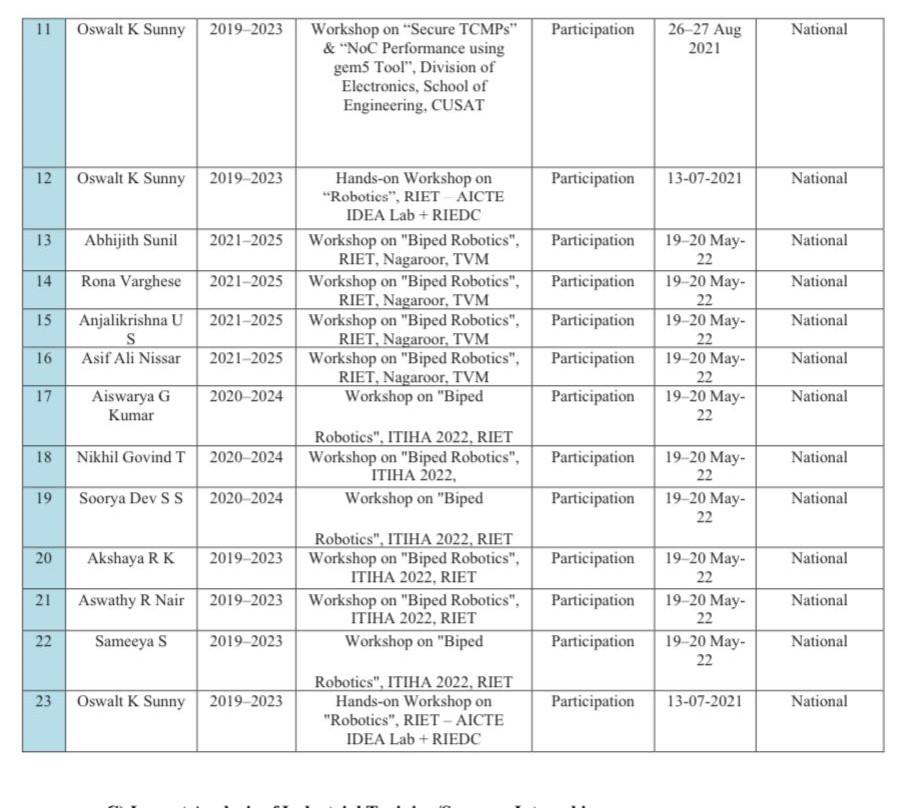 11 Oswalt K Sunny 2019–2023 Workshop on “Secure TCMPs” Participation 26–27 Aug National
& “NoC Performance using 2021
gem5 Tool”, Division of
Electronics, School of
Engineering, CUSAT
12 Oswalt K Sunny 2019–2023 Hands-on Workshop on Participation 13-07-2021 National
“Robotics”, RIET – AICTE
IDEA Lab + RIEDC
13 Abhijith Sunil 2021–2025 Workshop on "Biped Robotics", Participation 19–20 May- National
RIET, Nagaroor, TVM 22
14 Rona Varghese 2021–2025 Workshop on "Biped Robotics", Participation 19–20 May- National
RIET, Nagaroor, TVM 22
15 Anjalikrishna U 2021–2025 Workshop on "Biped Robotics", Participation 19–20 May- National
S RIET, Nagaroor, TVM 22
16 Asif Ali Nissar 2021–2025 Workshop on "Biped Robotics", Participation 19–20 May- National
RIET, Nagaroor, TVM 22
17 Aiswarya G 2020–2024 Workshop on "Biped Participation 19–20 May- National
Kumar 22
Robotics", ITIHA 2022, RIET
18 Nikhil Govind T 2020–2024 Workshop on "Biped Robotics", Participation 19–20 May- National
ITIHA 2022, 22
19 Soorya Dev S S 2020–2024 Workshop on "Biped Participation 19–20 May- National
22
Robotics", ITIHA 2022, RIET
20 Akshaya R K 2019–2023 Workshop on "Biped Robotics", Participation 19–20 May- National
ITIHA 2022, RIET 22
21 Aswathy R Nair 2019–2023 Workshop on "Biped Robotics", Participation 19–20 May- National
ITIHA 2022, RIET 22
22 Sameeya S 2019–2023 Workshop on "Biped Participation 19–20 May- National
22
Robotics", ITIHA 2022, RIET
23 Oswalt K Sunny 2019–2023 Hands-on Workshop on Participation 13-07-2021 National
"Robotics", RIET – AICTE
IDEA Lab + RIEDC